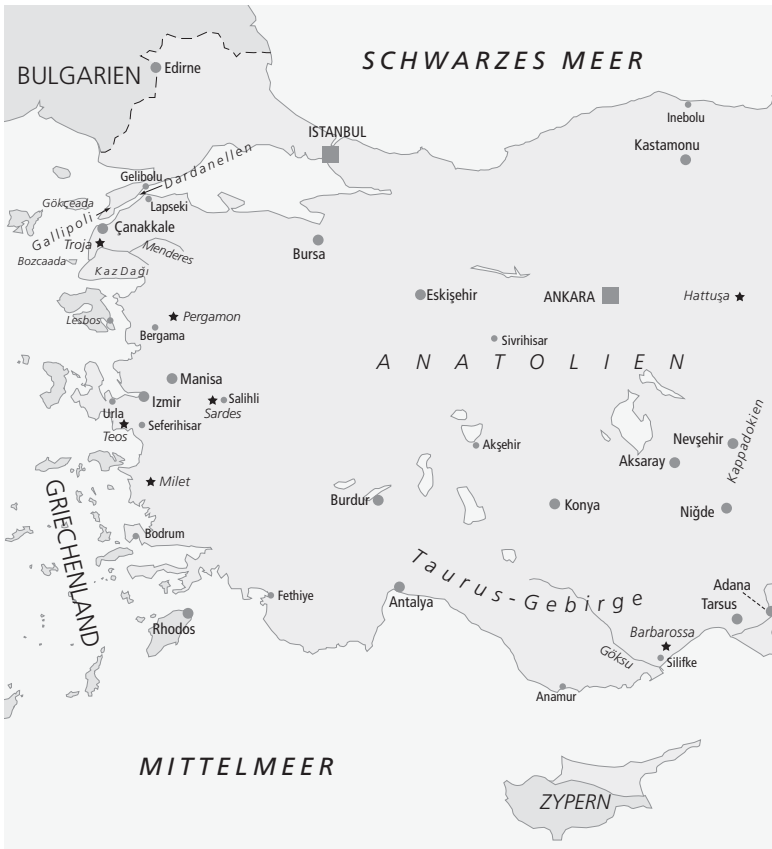 SCHWARZES MEER
BULGARIEN
Edirne
Inebolu
ISTANBUL
Kastamonu
Dardanellen
Gelibolu
Gökçeada
Lapseki
Gallipoli
Çanakkale
Troja
Menderes
Bursa
Bozcaada
Kaz Dağı
Eskişehir
ANKARA
Hattuşa
Lesbos
Pergamon
Bergama
Sivrihisar
ANATOLIEN
Manisa
Izmir
Salihli
Urla
Sardes
Seferihisar
Teos
Akşehir
Nevşehir
Kappadokien
Aksaray
Milet
GRIECHENLAND
Burdur
Konya
Niğde
Bodrum
Taurus-Gebirge
Fethiye
Antalya
Adana
Tarsus
Rhodos
Barbarossa
Göksu
Silifke
Anamur
MITTELMEER
ZYPERN